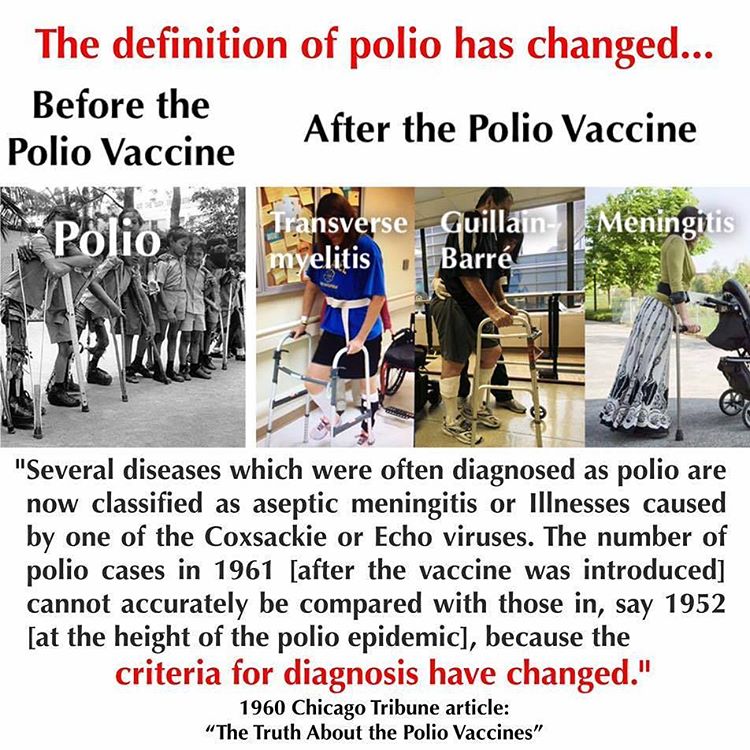 The definition of polio has changed...
Before the
Polio Vaccine
After the Polio Vaccine
Polio
Transverse
myelitis
Guillain-
Barre
Meningitis
"Several diseases which were often diagnosed as polio are
now classified as aseptic meningitis or Illnesses caused
by one of the Coxsackie or Echo viruses. The number of
polio cases in 1961 [after the vaccine was introduced]
cannot accurately be compared with those in, say 1952
[at the height of the polio epidemic], because the
criteria for diagnosis have changed."
1960 Chicago Tribune article:
“The Truth About the Polio Vaccines”